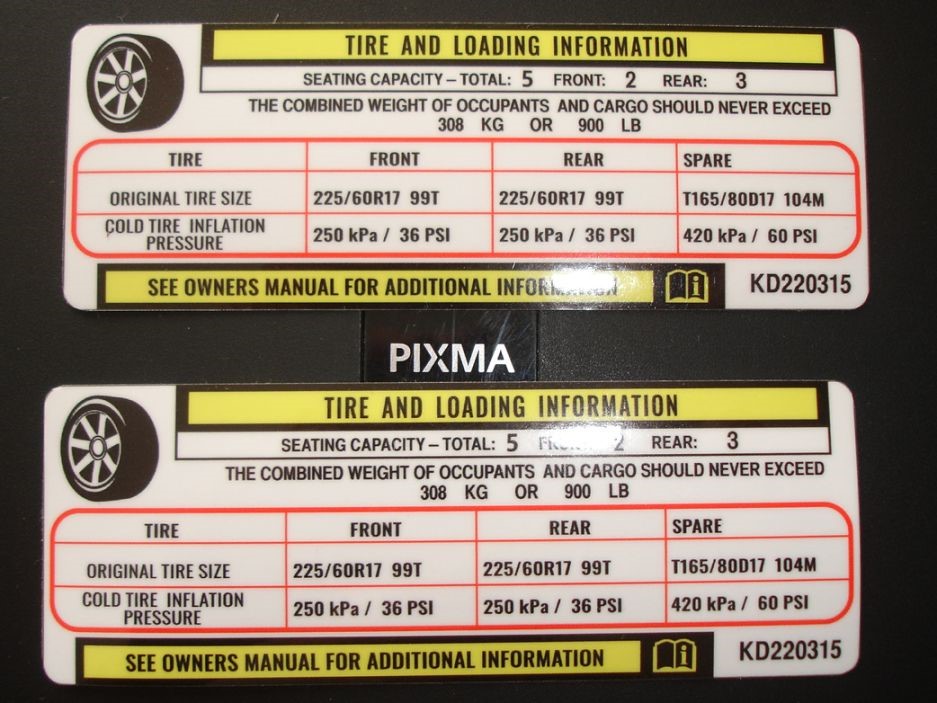 TIRE AND LOADING INFORMATION
SEATING CAPACITY – TOTAL: 5 FRONT: 2 REAR: 3
THE COMBINED WEIGHT OF OCCUPANTS AND CARGO SHOULD NEVER EXCEED
308 KG OR 900 LB
TIRE FRONT REAR SPARE
ORIGINAL TIRE SIZE 225/60R17 99T 225/60R17 99T T165/80D17 104M
COLD TIRE INFLATION PRESSURE 250 kPa / 36 PSI 250 kPa / 36 PSI 420 kPa / 60 PSI
SEE OWNERS MANUAL FOR ADDITIONAL INFORMATION KD220315
PIXMA
TIRE AND LOADING INFORMATION
SEATING CAPACITY – TOTAL: 5 FRONT: 2 REAR: 3
THE COMBINED WEIGHT OF OCCUPANTS AND CARGO SHOULD NEVER EXCEED
308 KG OR 900 LB
TIRE FRONT REAR SPARE
ORIGINAL TIRE SIZE 225/60R17 99T 225/60R17 99T T165/80D17 104M
COLD TIRE INFLATION PRESSURE 250 kPa / 36 PSI 250 kPa / 36 PSI 420 kPa / 60 PSI
SEE OWNERS MANUAL FOR ADDITIONAL INFORMATION KD220315